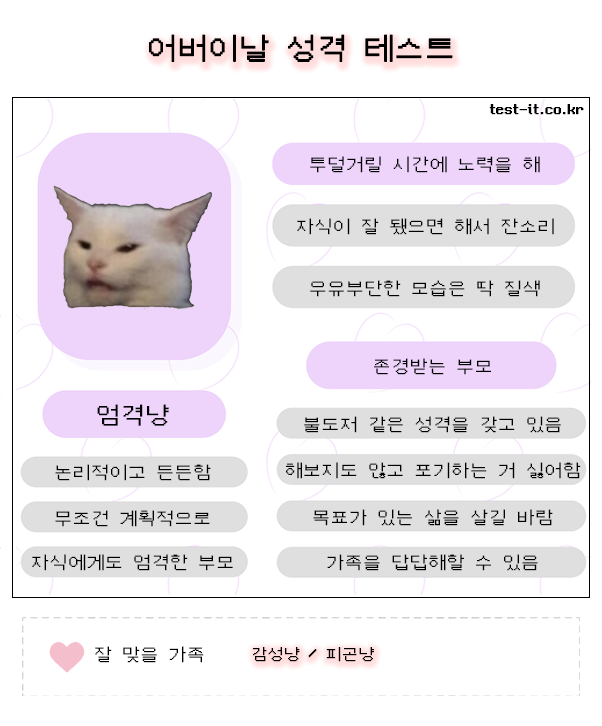 어버이날 성격 테스트
test-it.co.kr
투덜거릴 시간에 노력을 해
자식이 잘 됐으면 해서 잔소리
우유부단한 모습은 딱 질색
존경받는 부모
엄격냥
불도저 같은 성격을 갖고 있음
논리적이고 든든함
해보지도 않고 포기하는 거 싫어함
무조건 계획적으로
목표가 있는 삶을 살길 바람
자식에게도 엄격한 부모
가족을 답답해할 수 있음
잘 맞을 가족
감성냥 / 피곤냥